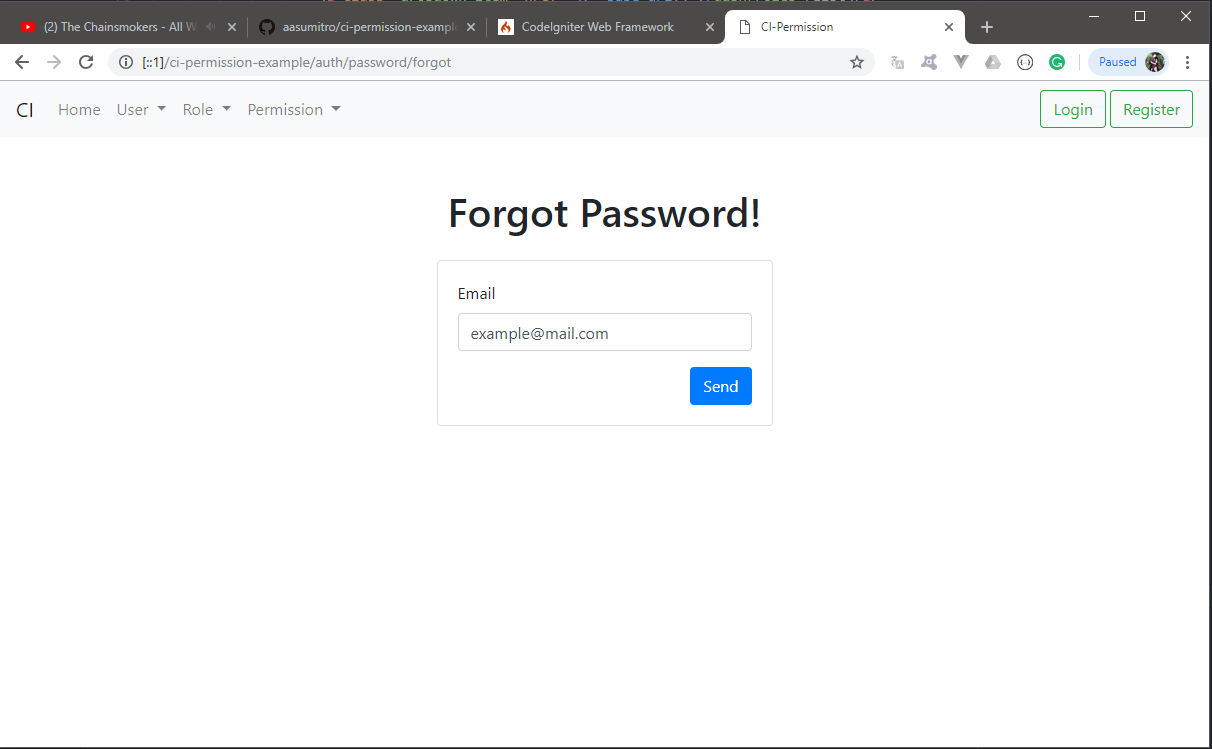 (2) The Chainsmokers - All W
aasumitro/ci-permission-example
CodeIgniter Web Framework
CI-Permission
[::1]/ci-permission-example/auth/password/forgot
Paused
CI Home User Role Permission Login Register
Forgot Password!
Email
example@mail.com
Send